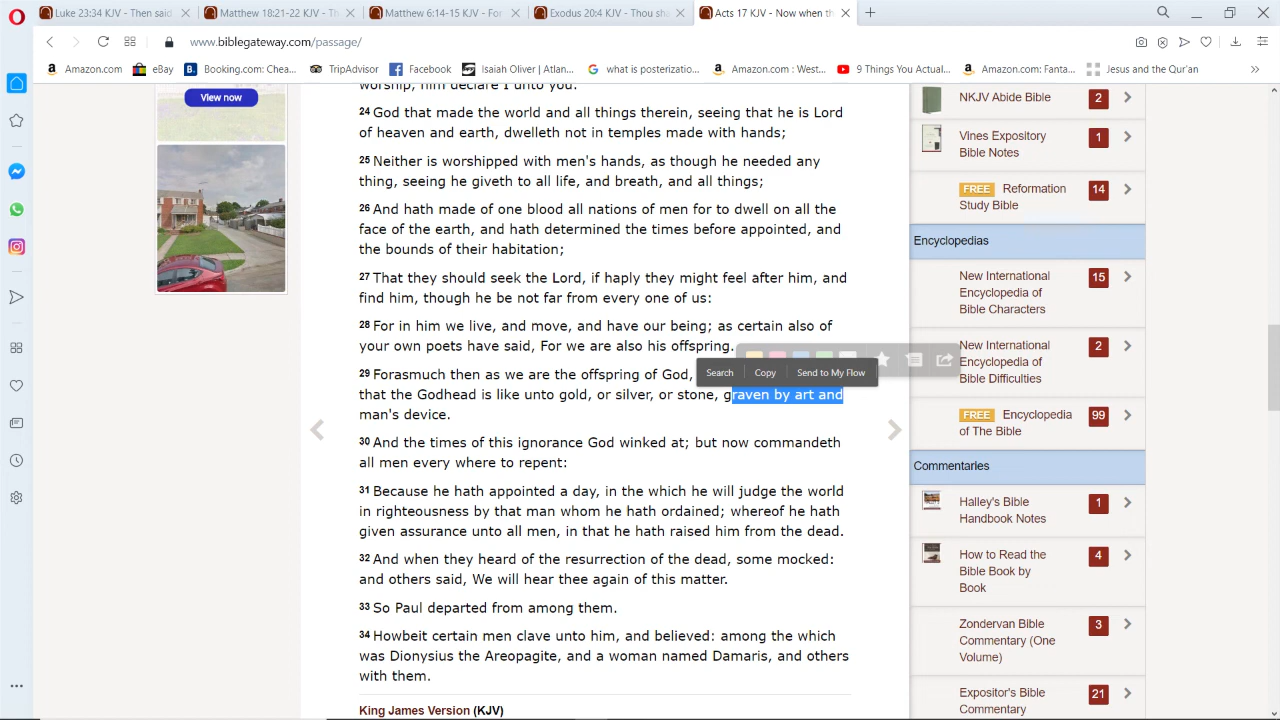 Luke 23:34 KJV - Then said
Matthew 18:21-22 KJV - Th
Matthew 6:14-15 KJV - For
Exodus 20:4 KJV - Thou sha
Acts 17 KJV - Now when th
www.biblegateway.com/passage/
Amazon.com
eBay
Booking.com: Chea...
TripAdvisor
Facebook
Isaiah Oliver | Atlan...
what is posterizatio...
Amazon.com : West...
9 Things You Actual...
Amazon.com: Fanta...
Jesus and the Qur'an
View now
worship, him declare I unto you.
24 God that made the world and all things therein, seeing that he is Lord
of heaven and earth, dwelleth not in temples made with hands;
25 Neither is worshipped with men's hands, as though he needed any
thing, seeing he giveth to all life, and breath, and all things;
26 And hath made of one blood all nations of men for to dwell on all the
face of the earth, and hath determined the times before appointed, and
the bounds of their habitation;
27 That they should seek the Lord, if haply they might feel after him, and
find him, though he be not far from every one of us:
28 For in him we live, and move, and have our being; as certain also of
your own poets have said, For we are also his offspring.
29 Forasmuch then as we are the offspring of God,
Search
Copy
Send to My Flow
that the Godhead is like unto gold, or silver, or stone, graven by art and
man's device.
30 And the times of this ignorance God winked at; but now commandeth
all men every where to repent:
31 Because he hath appointed a day, in the which he will judge the world
in righteousness by that man whom he hath ordained; whereof he hath
given assurance unto all men, in that he hath raised him from the dead.
32 And when they heard of the resurrection of the dead, some mocked:
and others said, We will hear thee again of this matter.
33 So Paul departed from among them.
34 Howbeit certain men clave unto him, and believed: among the which
was Dionysius the Areopagite, and a woman named Damaris, and others
with them.
King James Version (KJV)
NKJV Abide Bible
2
Vines Expository
Bible Notes
1
FREE Reformation
Study Bible
14
Encyclopedias
New International
Encyclopedia of
Bible Characters
15
New International
Encyclopedia of
Bible Difficulties
2
FREE Encyclopedia
of The Bible
99
Commentaries
Halley's Bible
Handbook Notes
1
How to Read the
Bible Book by
Book
4
Zondervan Bible
Commentary (One
Volume)
3
Expositor's Bible
Commentary
21